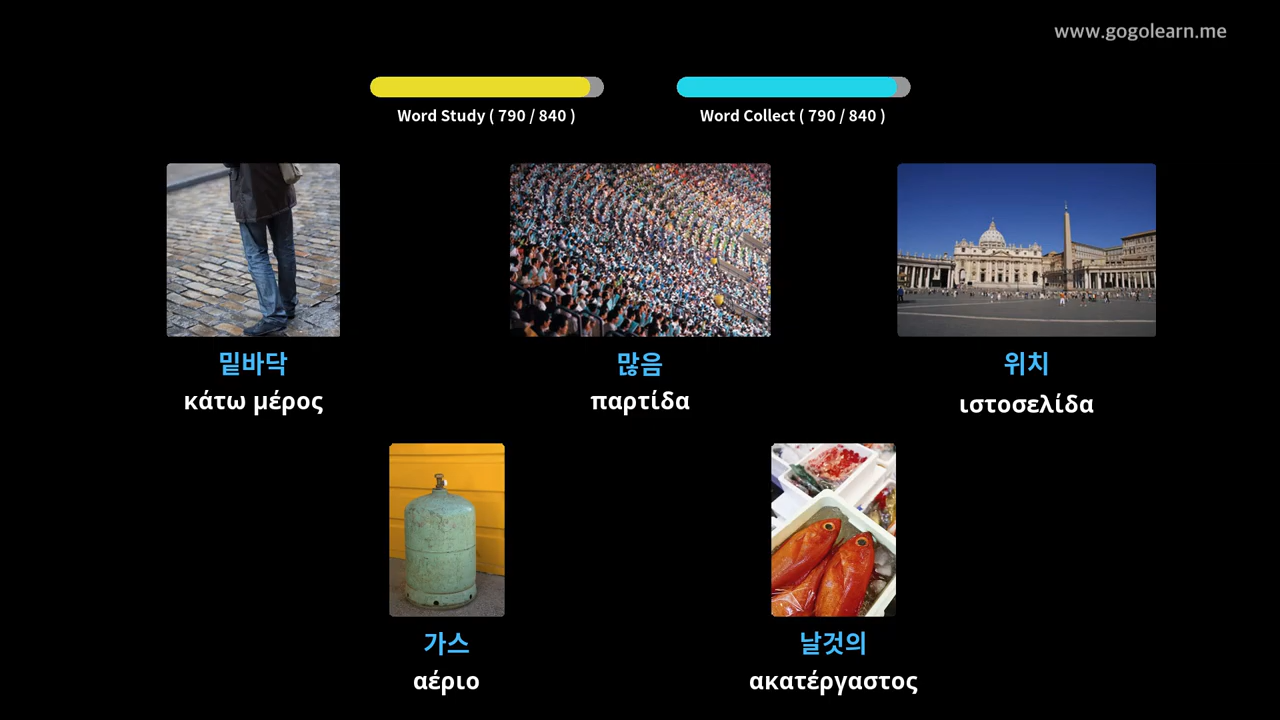 www.gogolearn.me
Word Study ( 790 / 840 )
Word Collect ( 790 / 840 )
밑바닥
많음
위치
κάτω μέρος
παρτίδα
ιστοσελίδα
가스
날것의
αέριο
ακατέργαστος